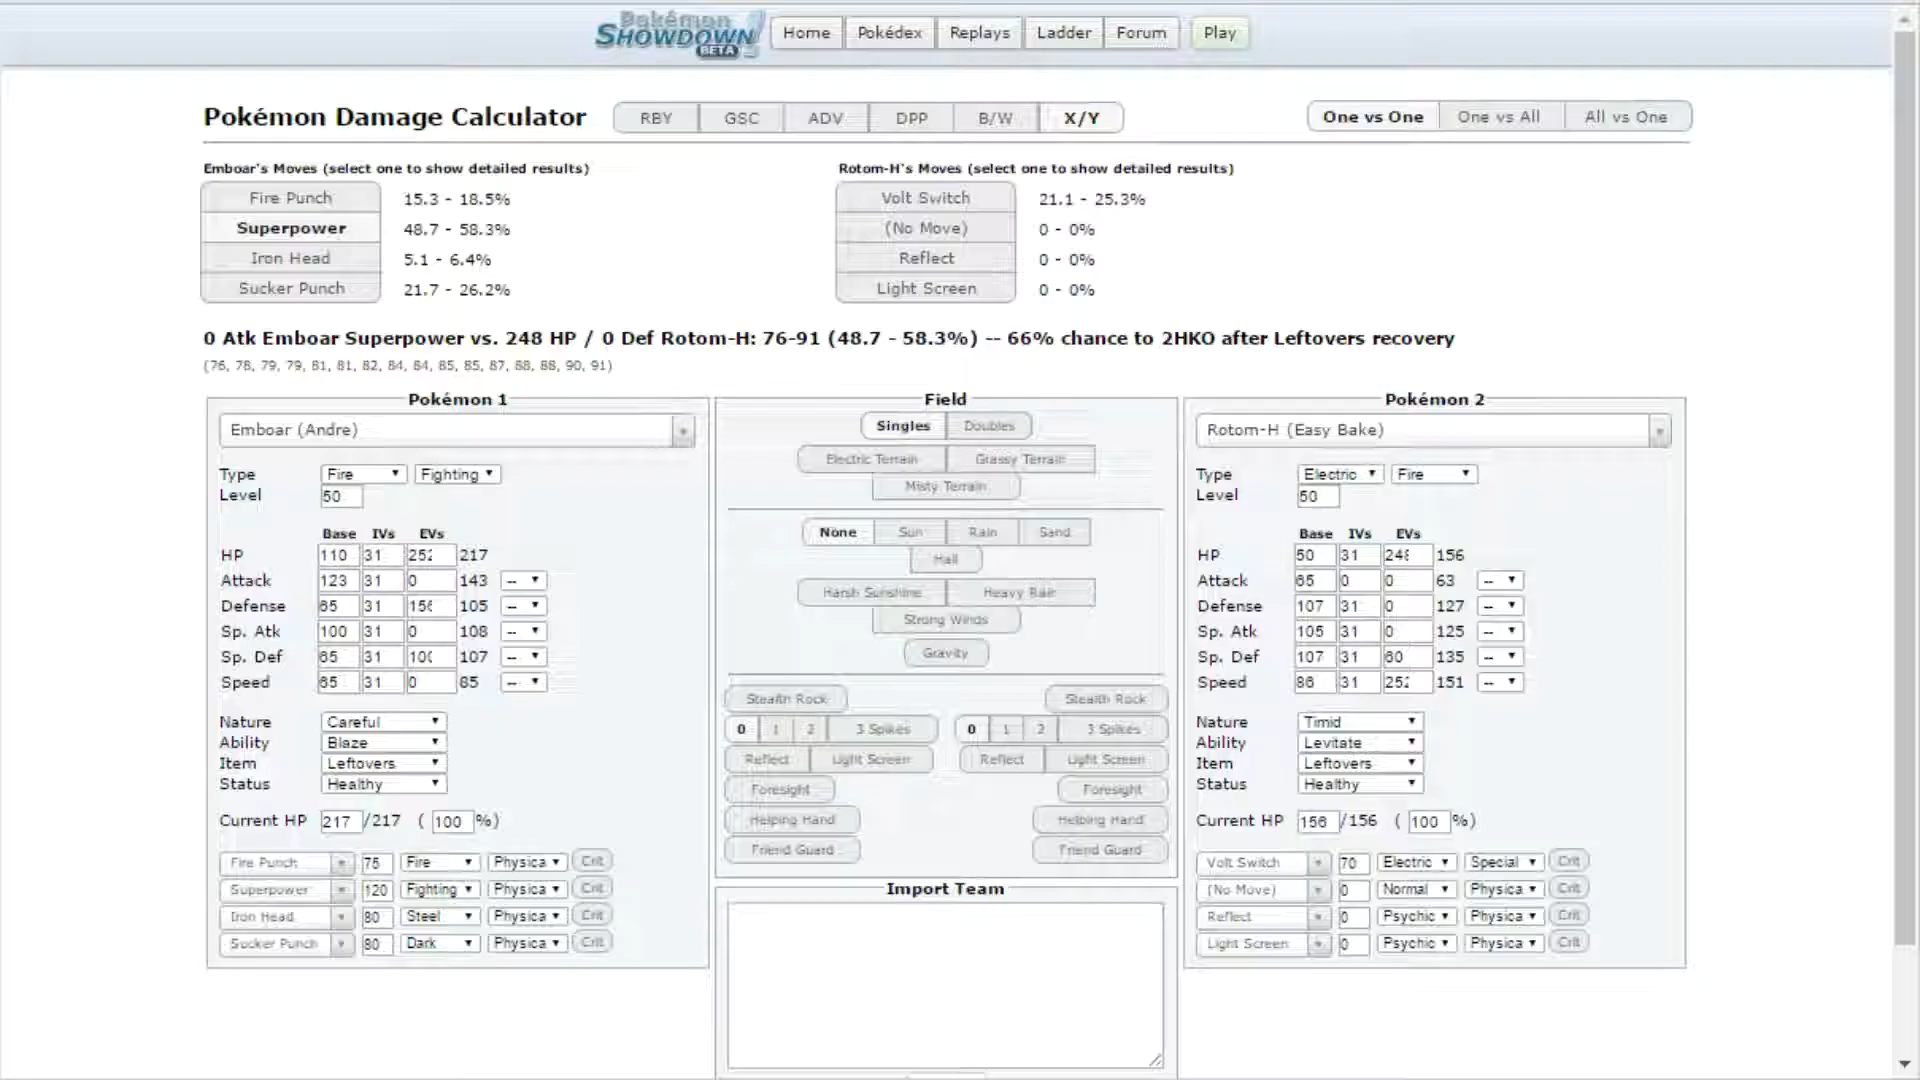 Pokémon SHOWDOWN! BETA Home Pokédex Replays Ladder Forum Play
Pokémon Damage Calculator RBY GSC ADV DPP B/W X/Y One vs One One vs All All vs One
Emboar's Moves (select one to show detailed results) Rotom-H's Moves (select one to show detailed results)
Fire Punch 15.3 - 18.5% Volt Switch 21.1 - 25.3%
Superpower 48.7 - 58.3% (No Move) 0 - 0%
Iron Head 5.1 - 6.4% Reflect 0 - 0%
Sucker Punch 21.7 - 26.2% Light Screen 0 - 0%
0 Atk Emboar Superpower vs. 248 HP / 0 Def Rotom-H: 76-91 (48.7 - 58.3%) -- 66% chance to 2HKO after Leftovers recovery
(76, 78, 79, 79, 81, 81, 82, 84, 84, 85, 85, 87, 88, 88, 90, 91)
Pokémon 1
Emboar (Andre)
Type Fire Fighting
Level 50
Base IVs EVs
HP 110 31 252 217
Attack 123 31 0 143 --
Defense 65 31 156 105 --
Sp. Atk 100 31 0 108 --
Sp. Def 65 31 100 107 --
Speed 65 31 0 85 --
Nature Careful
Ability Blaze
Item Leftovers
Status Healthy
Current HP 217 /217 ( 100 %)
Fire Punch 75 Fire Physica Crit
Superpower 120 Fighting Physica Crit
Iron Head 80 Steel Physica Crit
Sucker Punch 80 Dark Physica Crit
Field
Singles Doubles
Electric Terrain Grassy Terrain
Misty Terrain
None Sun Rain Sand
Hail
Harsh Sunshine Heavy Rain
Strong Winds
Gravity
Stealth Rock Stealth Rock
0 1 2 3 Spikes 0 1 2 3 Spikes
Reflect Light Screen Reflect Light Screen
Foresight Foresight
Helping Hand Helping Hand
Friend Guard Friend Guard
Import Team
Pokémon 2
Rotom-H (Easy Bake)
Type Electric Fire
Level 50
Base IVs EVs
HP 50 31 248 156
Attack 65 0 0 63 --
Defense 107 31 0 127 --
Sp. Atk 105 31 0 125 --
Sp. Def 107 31 60 135 --
Speed 86 31 252 151 --
Nature Timid
Ability Levitate
Item Leftovers
Status Healthy
Current HP 156 /156 ( 100 %)
Volt Switch 70 Electric Special Crit
(No Move) 0 Normal Physica Crit
Reflect 0 Psychic Physica Crit
Light Screen 0 Psychic Physica Crit